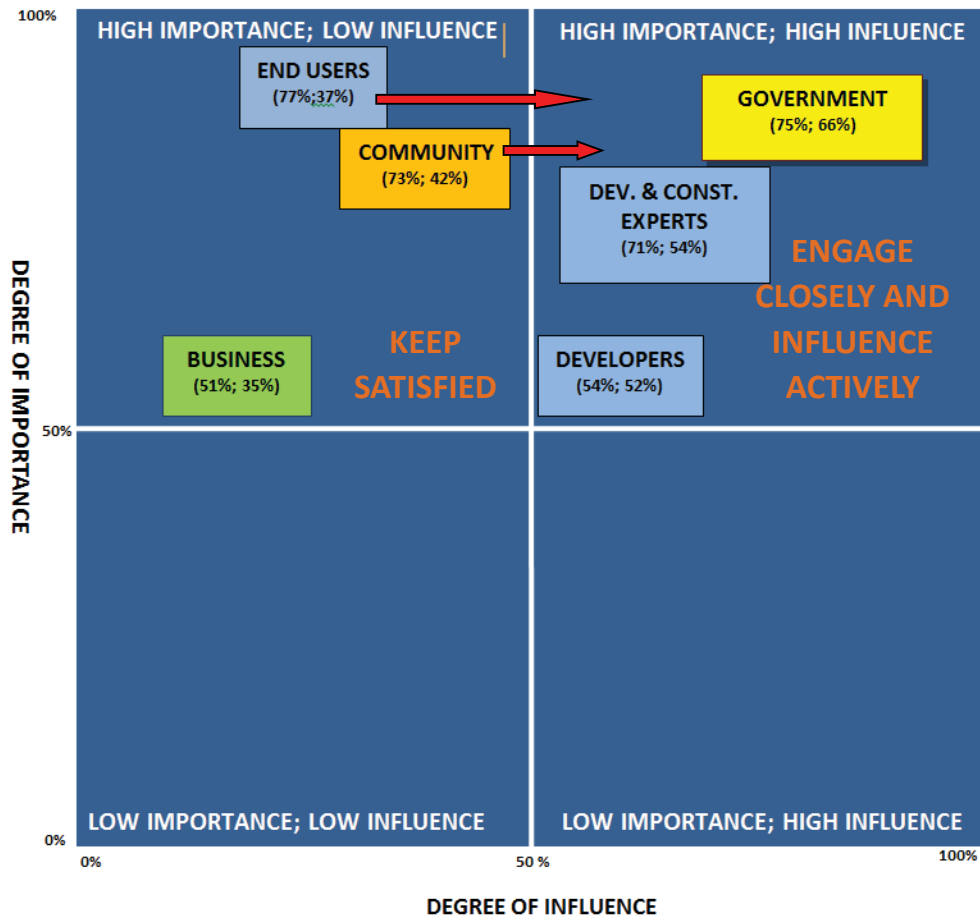 100%
HIGH IMPORTANCE; LOW INFLUENCE
HIGH IMPORTANCE; HIGH INFLUENCE
END USERS
(77%;37%)
GOVERNMENT
(75%; 66%)
COMMUNITY
(73%; 42%)
DEV. & CONST.
EXPERTS
(71%; 54%)
ENGAGE
CLOSELY AND
INFLUENCE
ACTIVELY
BUSINESS
(51%; 35%)
KEEP
SATISFIED
DEVELOPERS
(54%; 52%)
DEGREE OF IMPORTANCE
50%
LOW IMPORTANCE; LOW INFLUENCE
LOW IMPORTANCE; HIGH INFLUENCE
0%
0%
50 %
100%
DEGREE OF INFLUENCE